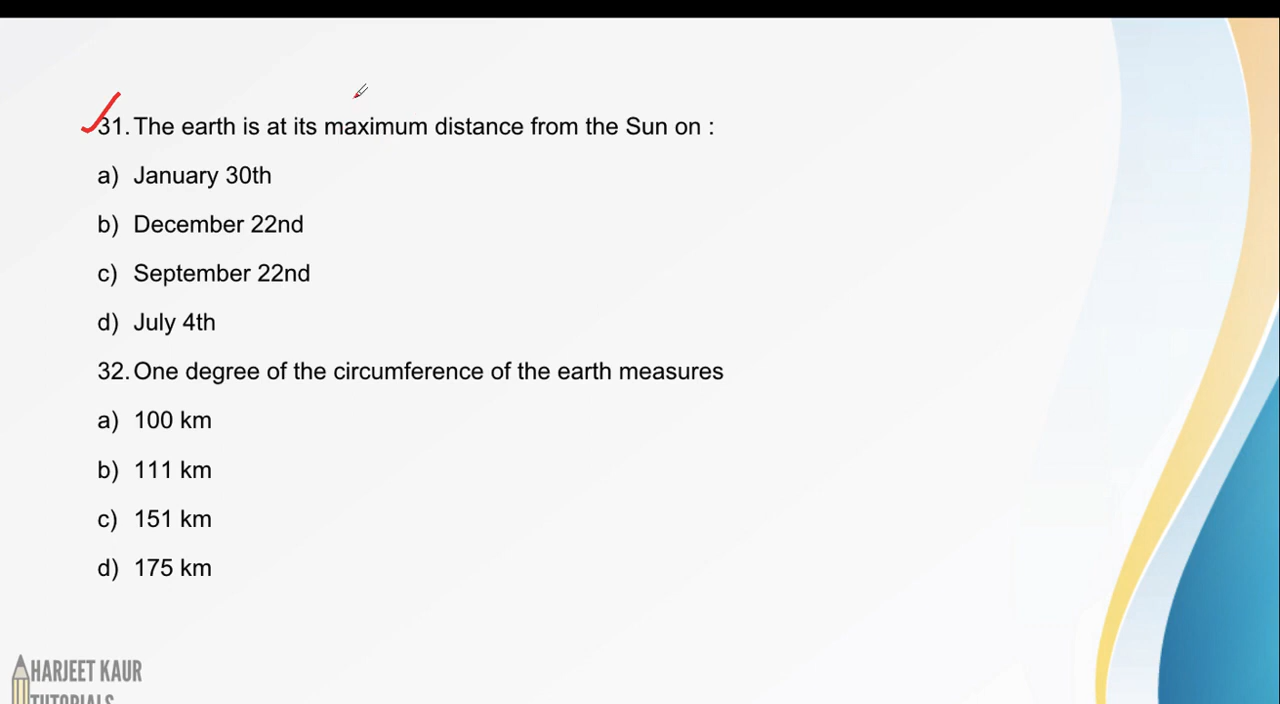 31. The earth is at its maximum distance from the Sun on :
a) January 30th
b) December 22nd
c) September 22nd
d) July 4th
32. One degree of the circumference of the earth measures
a) 100 km
b) 111 km
c) 151 km
d) 175 km
HARJEET KAUR
TUTORIALS